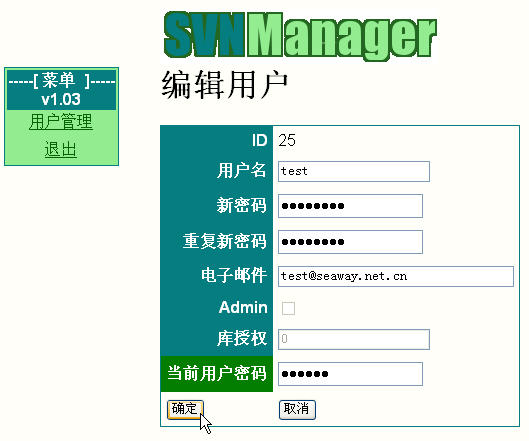 SVNManager
编辑用户
-----[ 菜单 ]-----
v1.03
用户管理
退出
ID 25
用户名 test
新密码 ●●●●●●●●
重复新密码 ●●●●●●●●
电子邮件 test@seaway.net.cn
Admin
库授权 0
当前用户密码 ●●●●●●
确定 取消